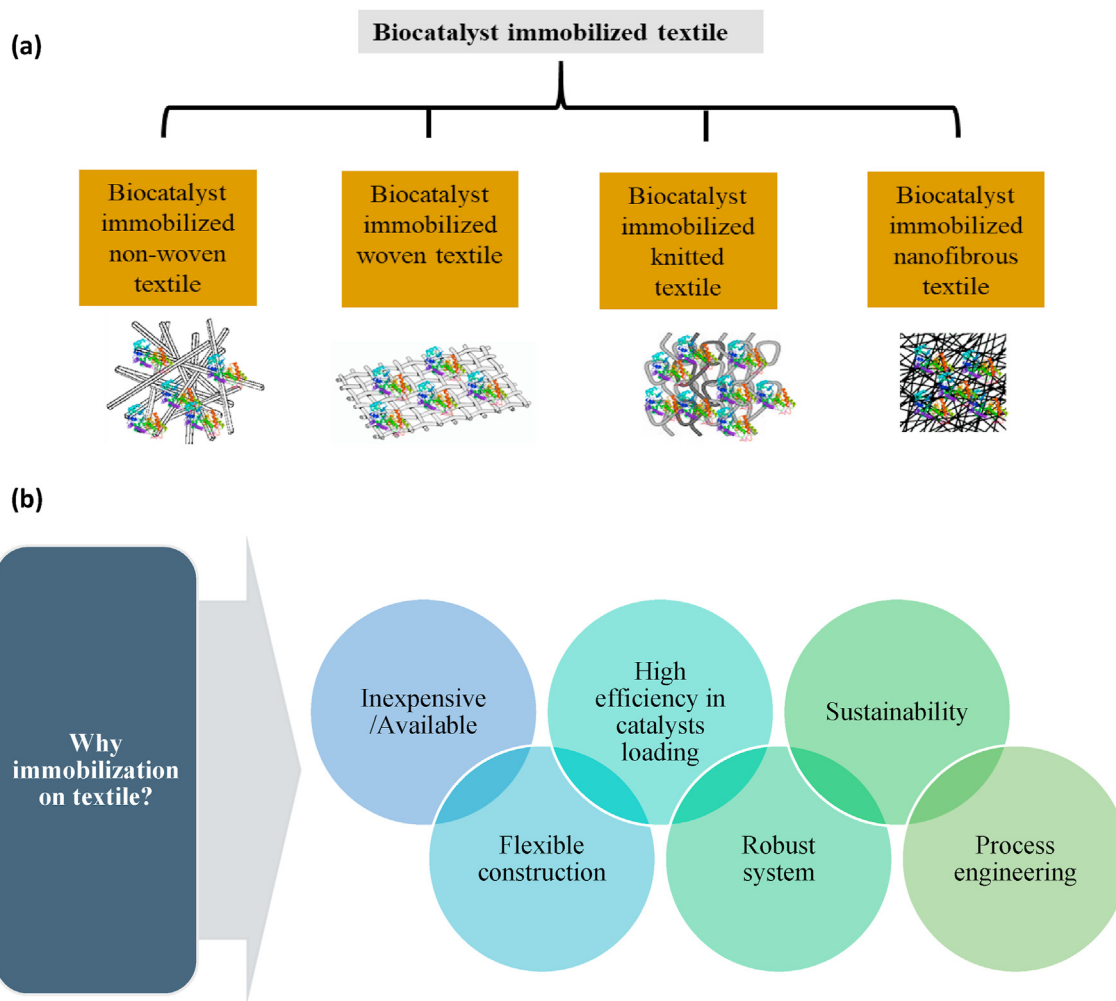 (a)
Biocatalyst immobilized textile
Biocatalyst
immobilized
non-woven
textile
Biocatalyst
immobilized
woven textile
Biocatalyst
immobilized
knitted
textile
Biocatalyst
immobilized
nanofibrous
textile
(b)
Why
immobilization
on textile?
Inexpensive
/Available
High
efficiency in
catalysts
loading
Sustainability
Flexible
construction
Robust
system
Process
engineering